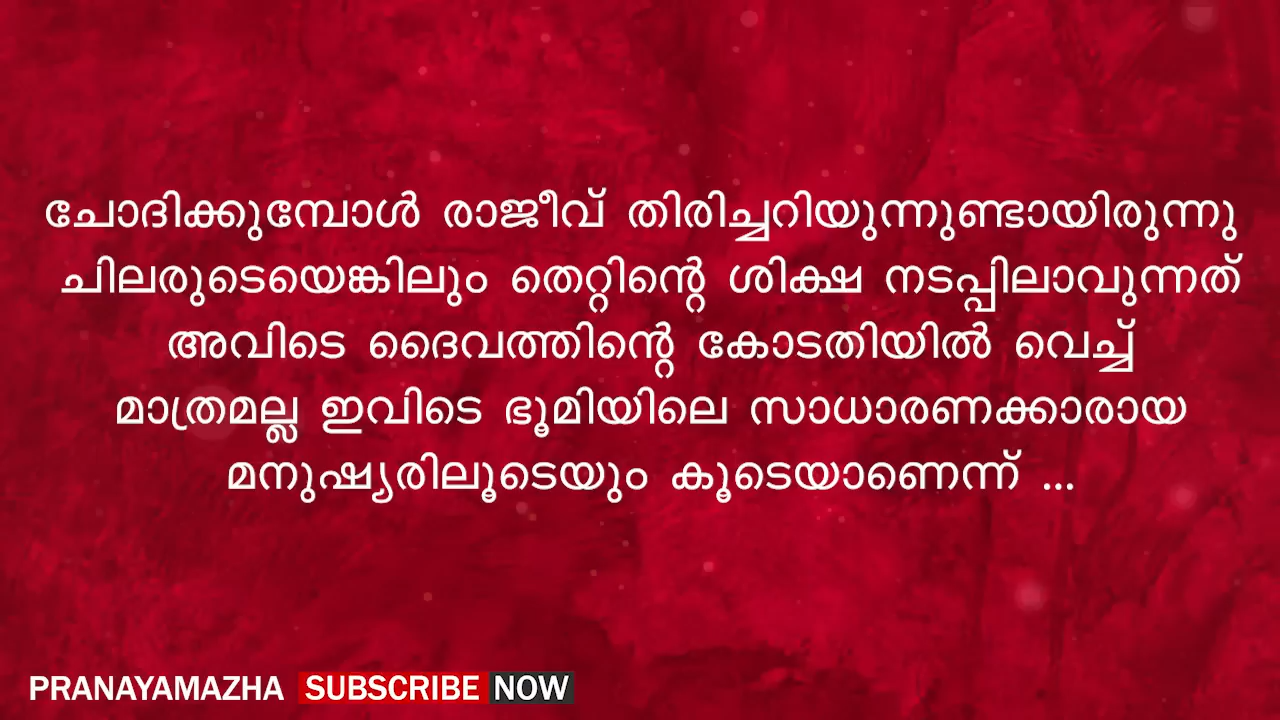 ചോദിക്കുമ്പോൾ രാജീവ് തിരിച്ചറിയുന്നുണ്ടായിരുന്നു
ചിലരുടെയെങ്കിലും തെറ്റിന്റെ ശിക്ഷ നടപ്പിലാവുന്നത്
അവിടെ ദൈവത്തിന്റെ കോടതിയിൽ വെച്ച്
മാത്രമല്ല ഇവിടെ ഭൂമിയിലെ സാധാരണക്കാരായ
മനുഷ്യരിലൂടെയും കൂടെയാണെന്ന് ...
PRANAYAMAZHA SUBSCRIBE NOW